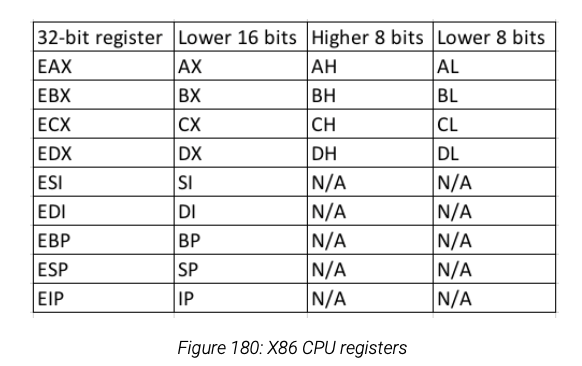 32-bit register Lower 16 bits Higher 8 bits Lower 8 bits
EAX AX AH AL
EBX BX BH BL
ECX CX CH CL
EDX DX DH DL
ESI SI N/A N/A
EDI DI N/A N/A
EBP BP N/A N/A
ESP SP N/A N/A
EIP IP N/A N/A
Figure 180: X86 CPU registers